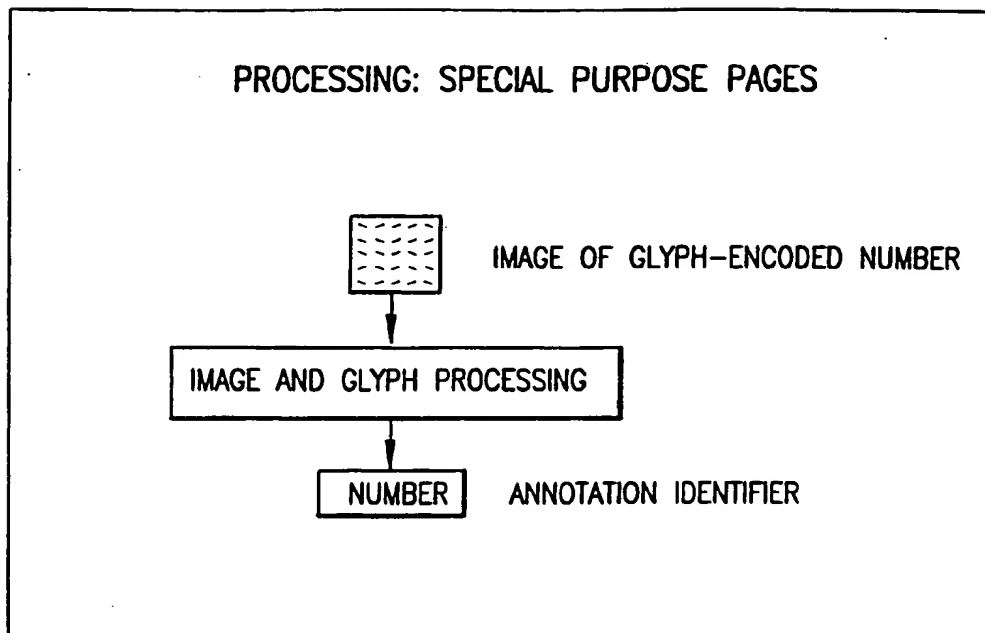 PROCESSING: SPECIAL PURPOSE PAGES
IMAGE OF GLYPH-ENCODED NUMBER
IMAGE AND GLYPH PROCESSING
NUMBER
ANNOTATION IDENTIFIER